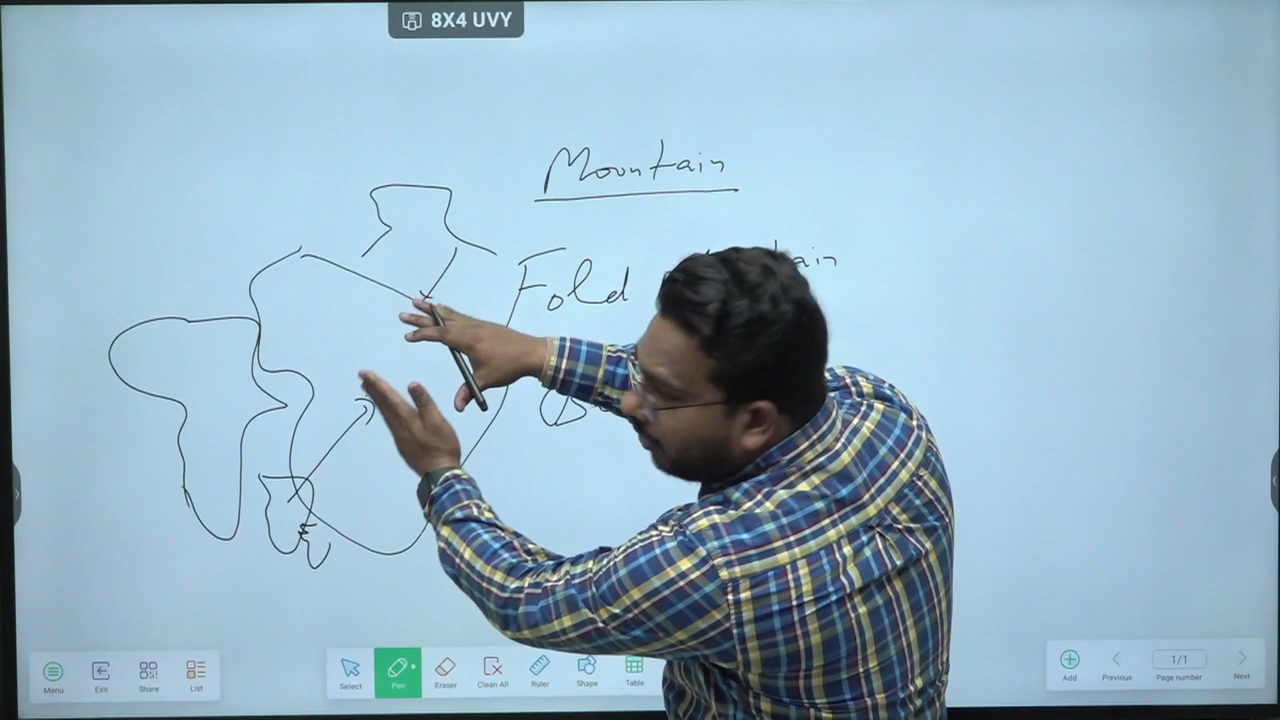 8X4 UVY
Mountain
Fold
Menu
Exit
Share
List
Select
Pen
Eraser
Clean All
Ruler
Shape
Table
Add
Previous
1/1
Page number
Next